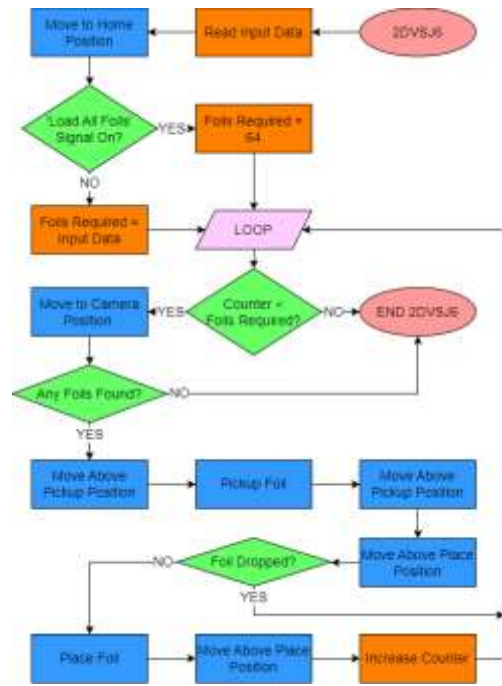 Move to Home
Position
Read Input Data
2DVSJ6
'Load All Foils'
Signal On?
YES
Foils Required =
64
NO
Foils Required =
Input Data
LOOP
Move to Camera
Position
YES
Counter <
Foils Required?
NO
END 2DVSJ6
Any Foils Found?
NO
YES
Move Above
Pickup Position
Pickup Foil
Move Above
Pickup Position
NO
Foil Dropped?
Move Above Place
Position
YES
Place Foil
Move Above Place
Position
Increase Counter